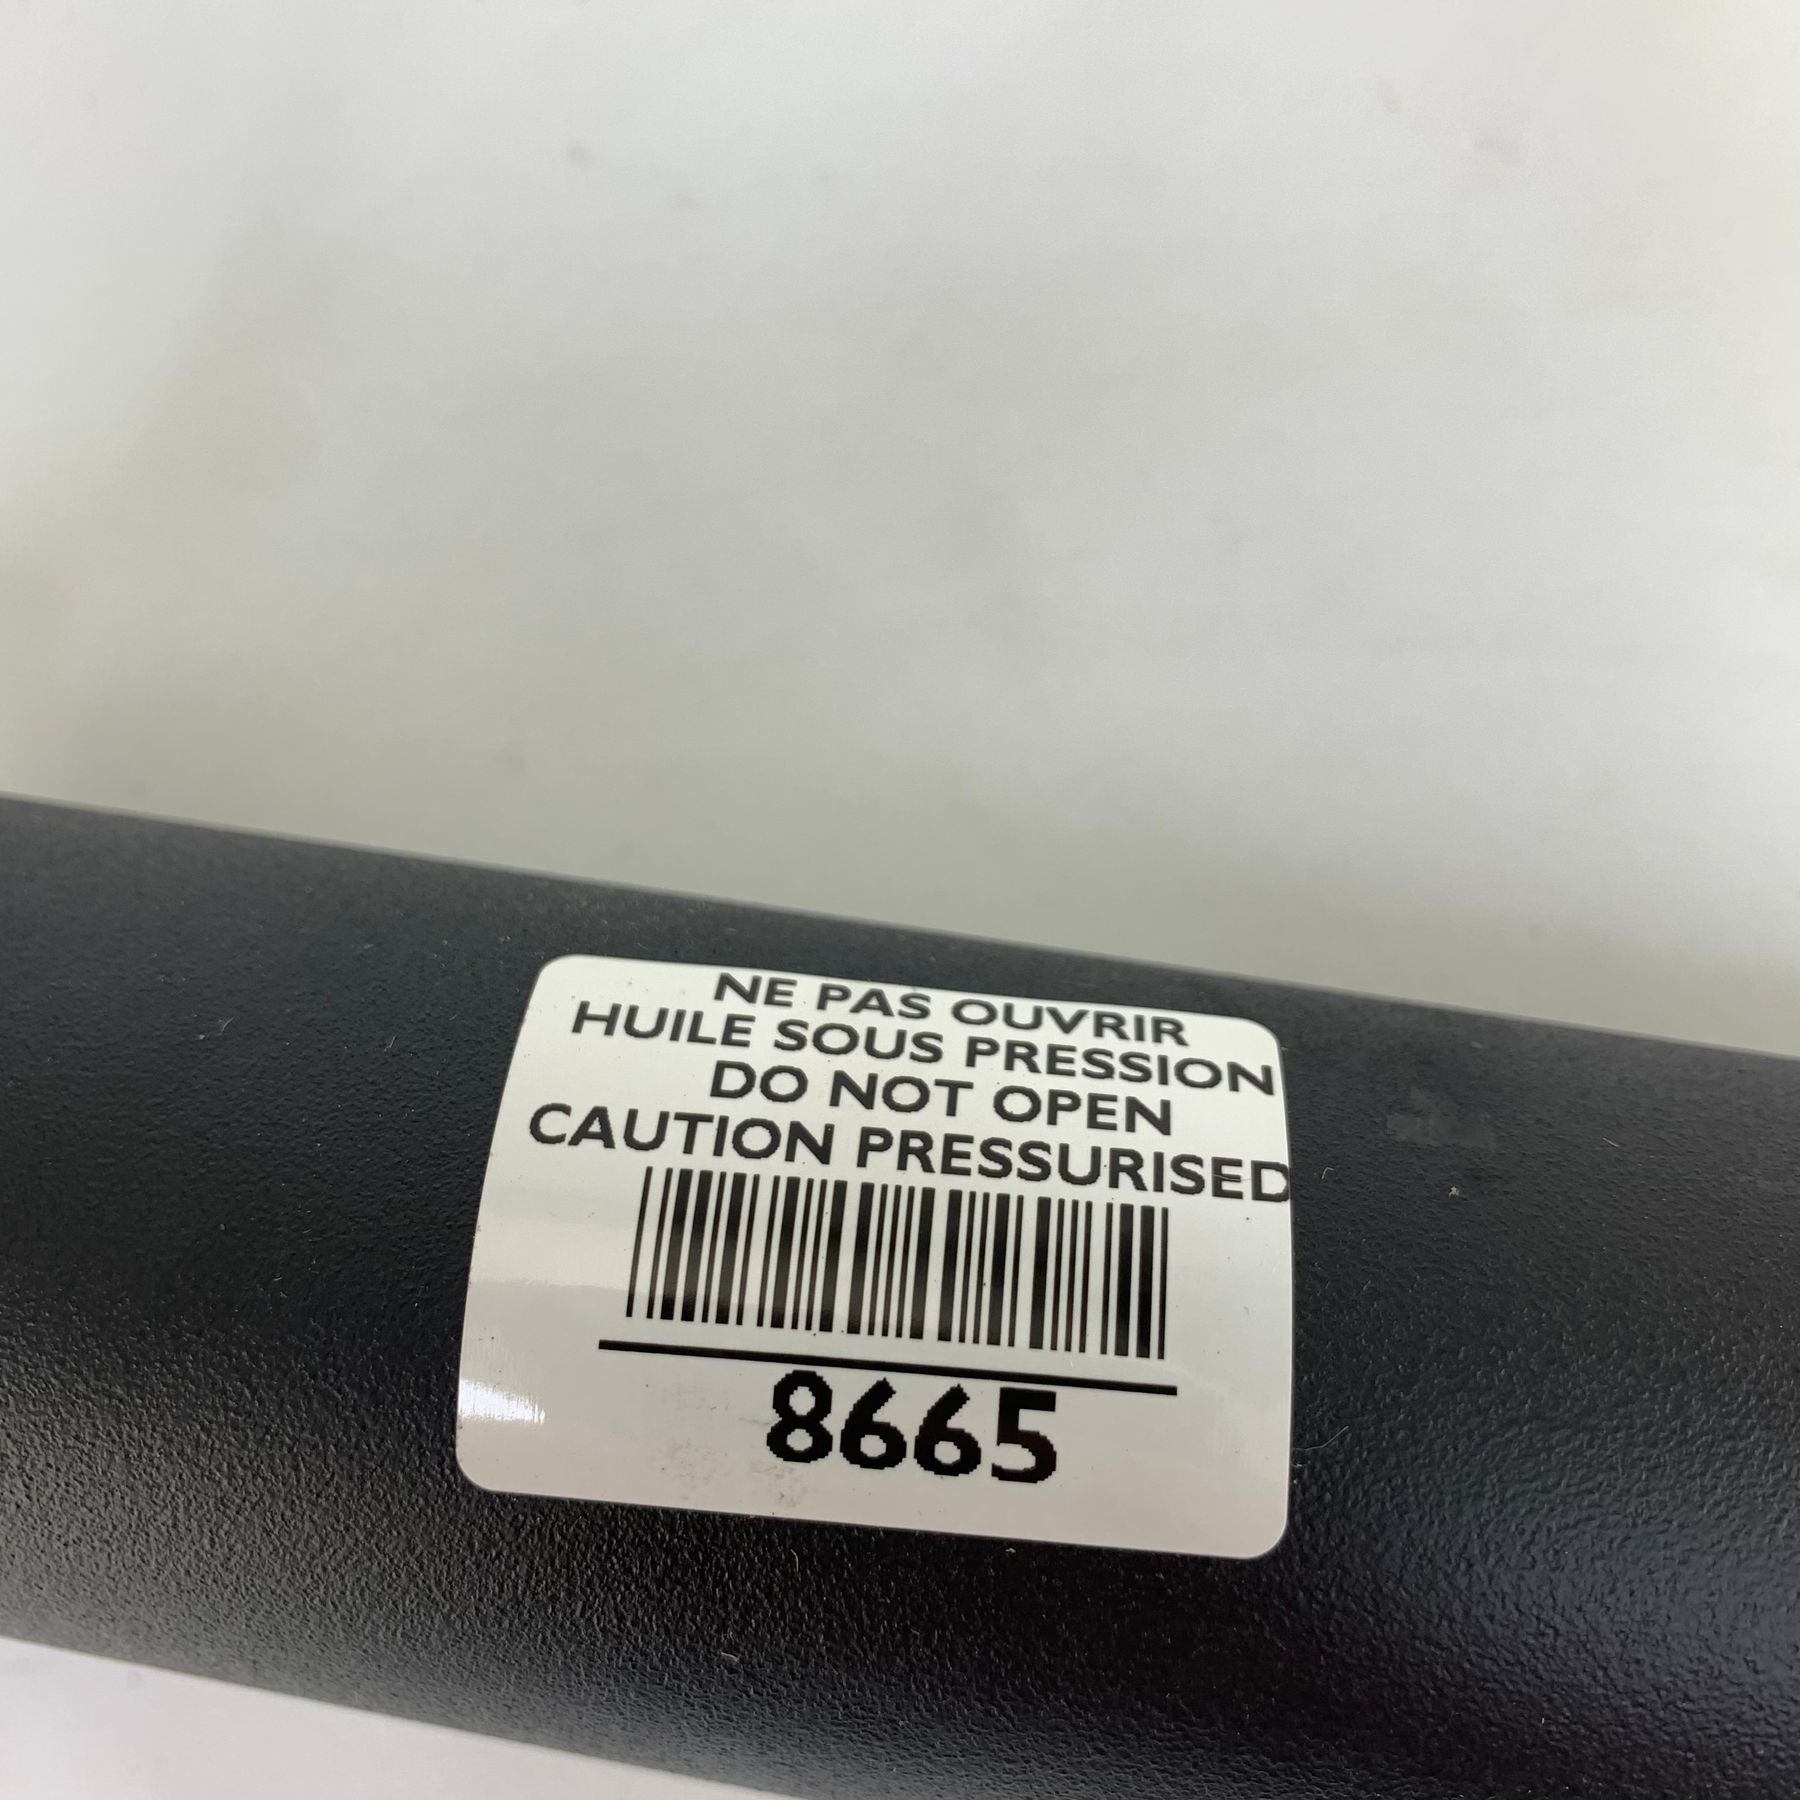 NE PAS OUVRIR
HUILE SOUS PRESSION
DO NOT OPEN
CAUTION PRESSURISED
8665